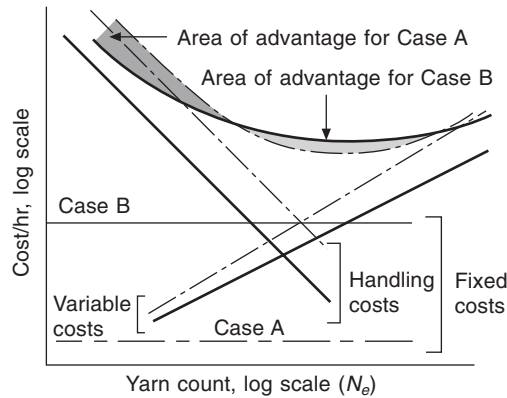 Area of advantage for Case A
Area of advantage for Case B
Cost/hr, log scale
Case B
Variable
costs
Case A
Handling
costs
Fixed
costs
Yarn count, log scale (Ne)